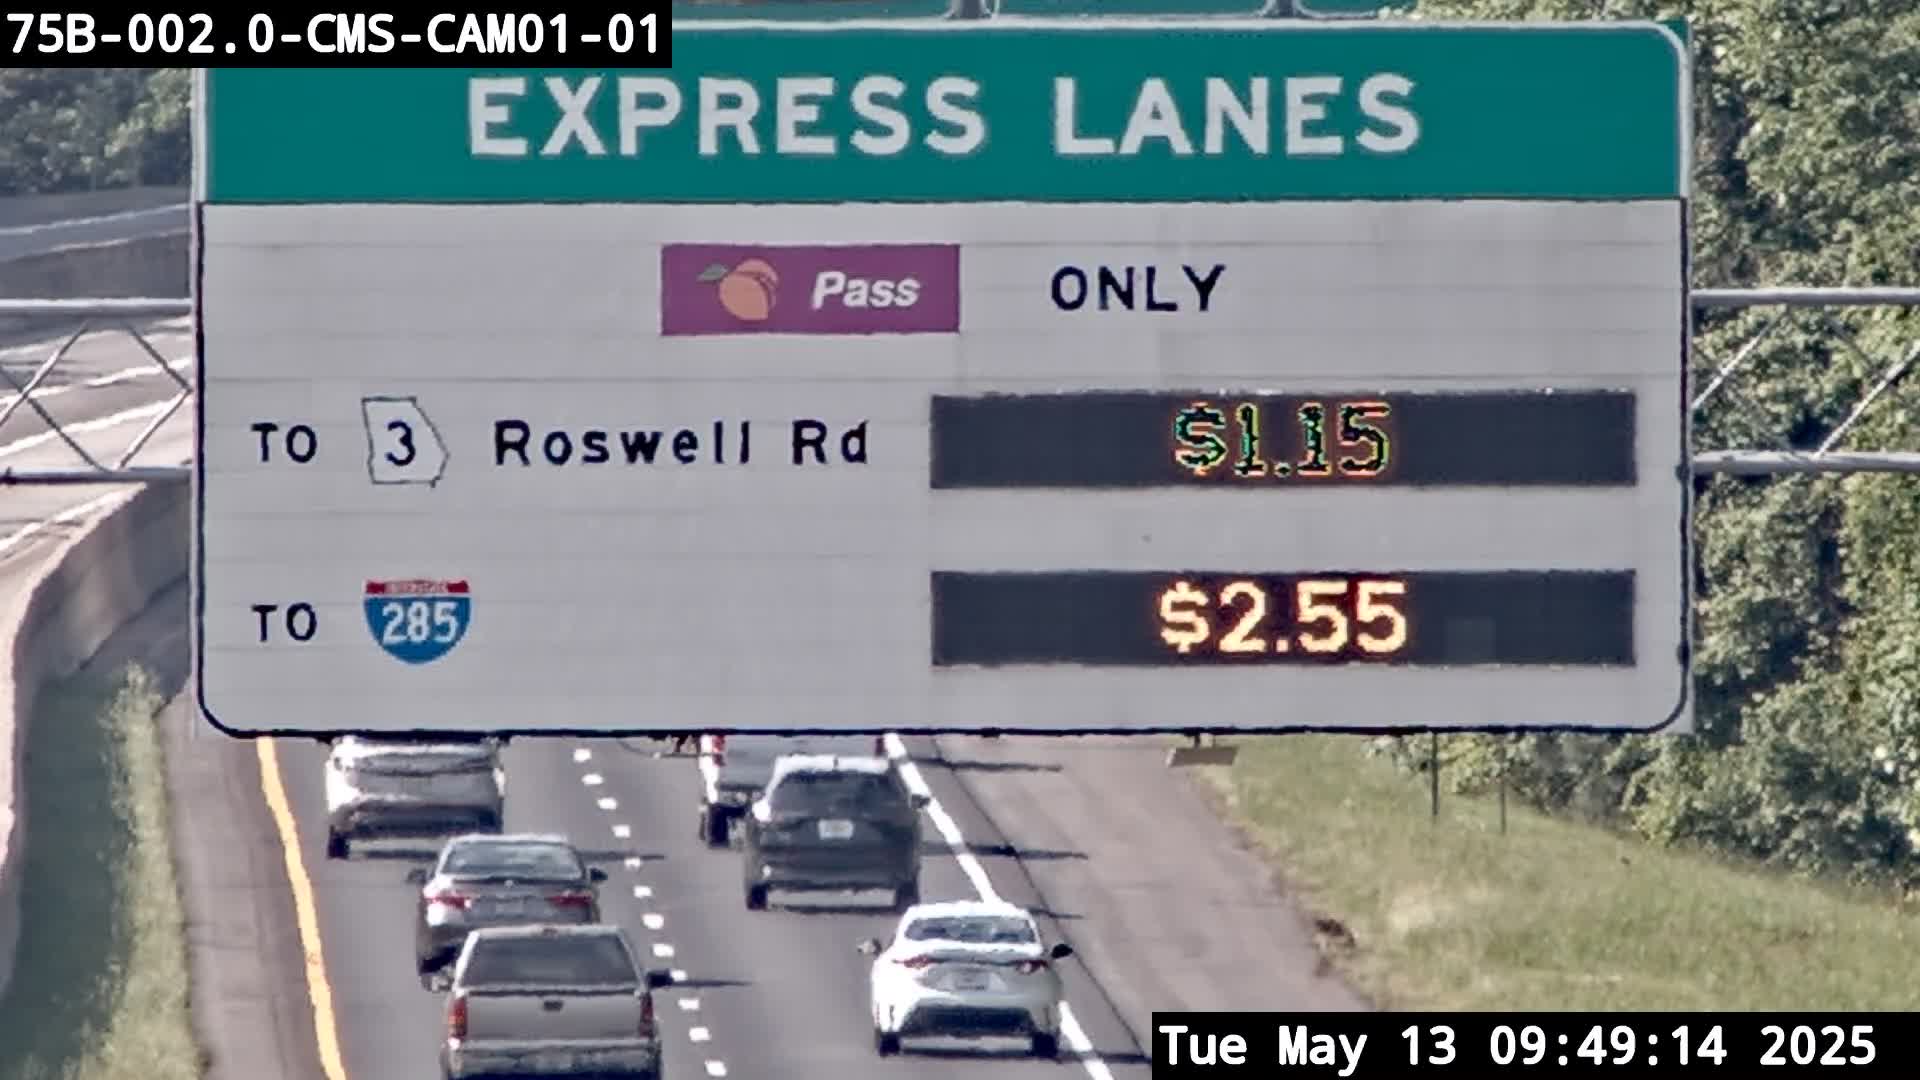 75B-002.0-CMS-CAM01-01
EXPRESS LANES
Pass ONLY
TO 3 Roswell Rd $1.15
INTERSTATE
TO 285 $2.55
Tue May 13 09:49:14 2025